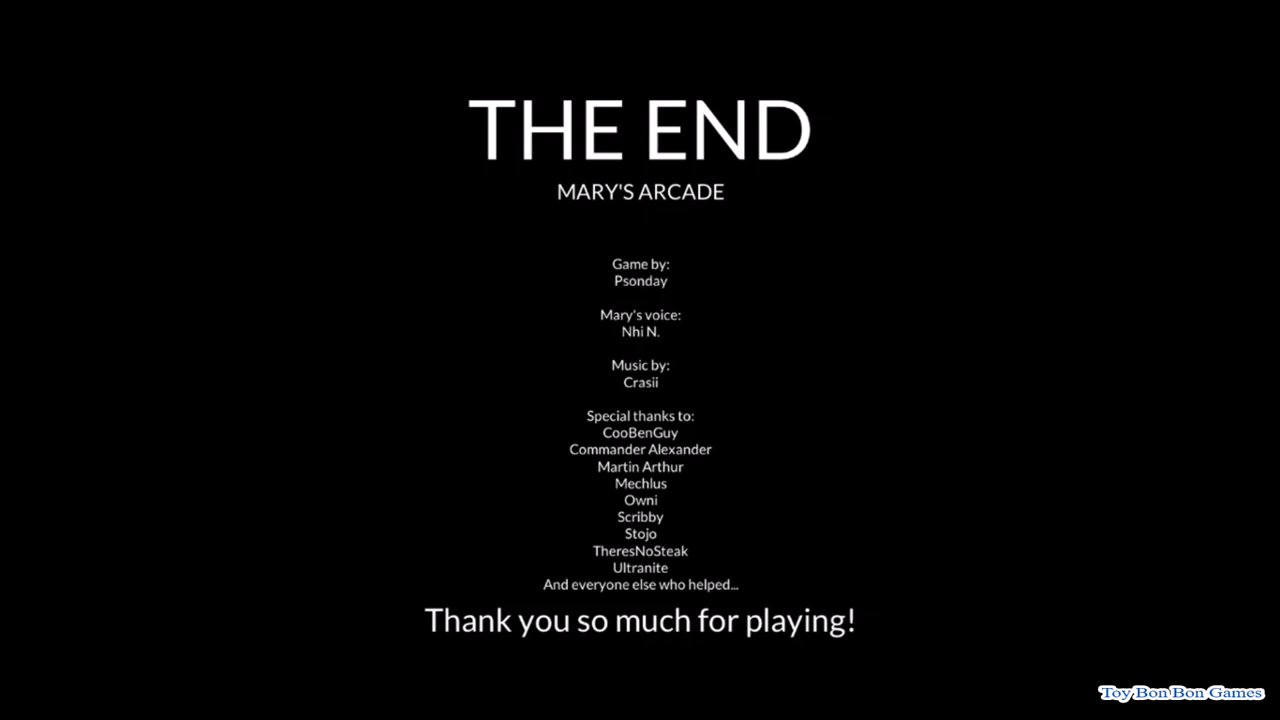 THE END
MARY'S ARCADE
Game by:
Psonday
Mary's voice:
Nhi N.
Music by:
Crasii
Special thanks to:
CooBenGuy
Commander Alexander
Martin Arthur
Mechlus
Owni
Scribby
Stojo
TheresNoSteak
Ultranite
And everyone else who helped...
Thank you so much for playing!
Toy Bon Bon Games